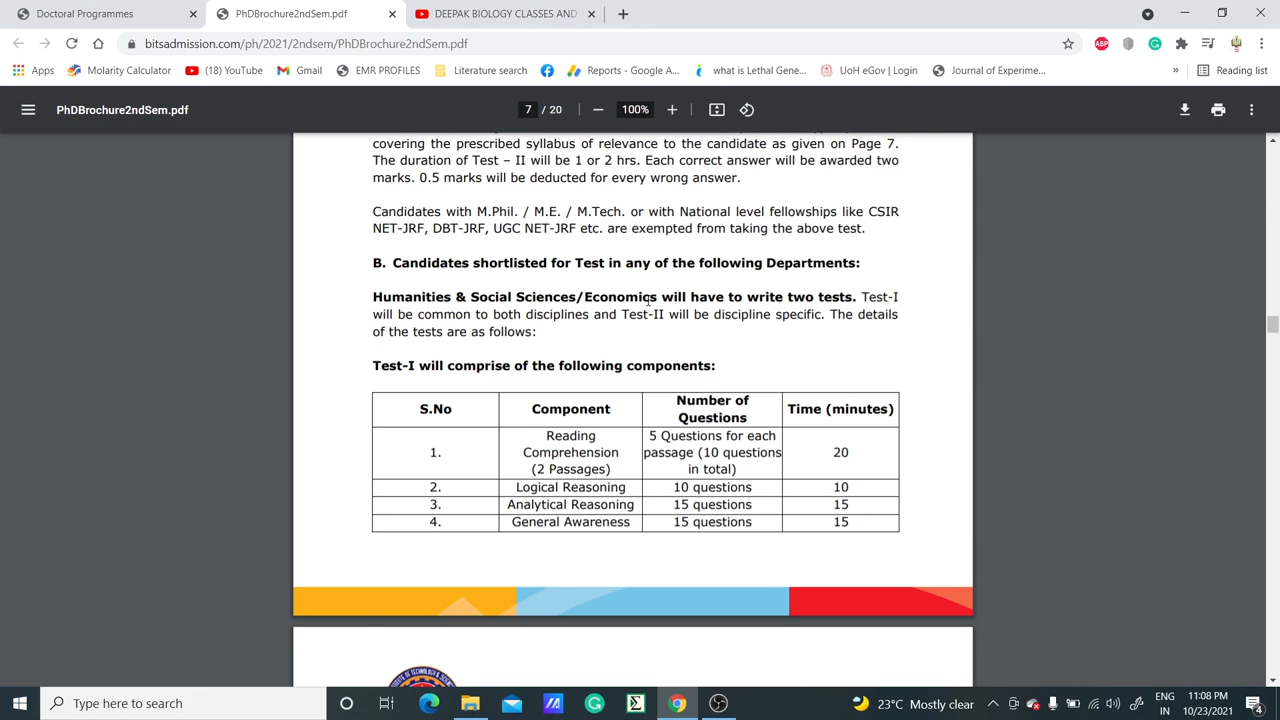 Doctoral Programmes
PhDBrochure2ndSem.pdf
DEEPAK BIOLOGY CLASSES AND
bitsadmission.com/ph/2021/2ndsem/PhDBrochure2ndSem.pdf
ABP
Apps
Molarity Calculator
(18) YouTube
Gmail
EMR PROFILES
Literature search
Reports - Google A...
what is Lethal Gene...
UoH eGov | Login
Journal of Experime...
»
Reading list
PhDBrochure2ndSem.pdf
7 / 20
100%
covering the prescribed syllabus of relevance to the candidate as given on Page 7.
The duration of Test – II will be 1 or 2 hrs. Each correct answer will be awarded two
marks. 0.5 marks will be deducted for every wrong answer.
Candidates with M.Phil. / M.E. / M.Tech. or with National level fellowships like CSIR
NET-JRF, DBT-JRF, UGC NET-JRF etc. are exempted from taking the above test.
B. Candidates shortlisted for Test in any of the following Departments:
Humanities & Social Sciences/Economics will have to write two tests. Test-I
will be common to both disciplines and Test-II will be discipline specific. The details
of the tests are as follows:
Test-I will comprise of the following components:
S.No
Component
Number of
Questions
Time (minutes)
1.
Reading
Comprehension
(2 Passages)
5 Questions for each
passage (10 questions
in total)
20
2.
Logical Reasoning
10 questions
10
3.
Analytical Reasoning
15 questions
15
4.
General Awareness
15 questions
15
Type here to search
23°C Mostly clear
ENG
IN
11:08 PM
10/23/2021
4